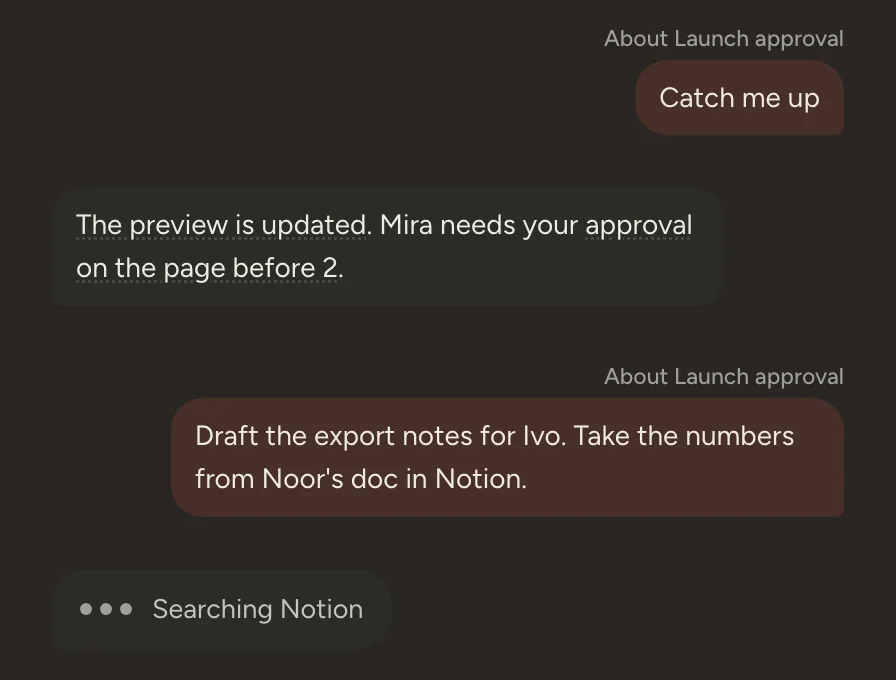 About Launch approval
Catch me up
The preview is updated. Mira needs your approval
on the page before 2.
About Launch approval
Draft the export notes for Ivo. Take the numbers
from Noor's doc in Notion.
Searching Notion